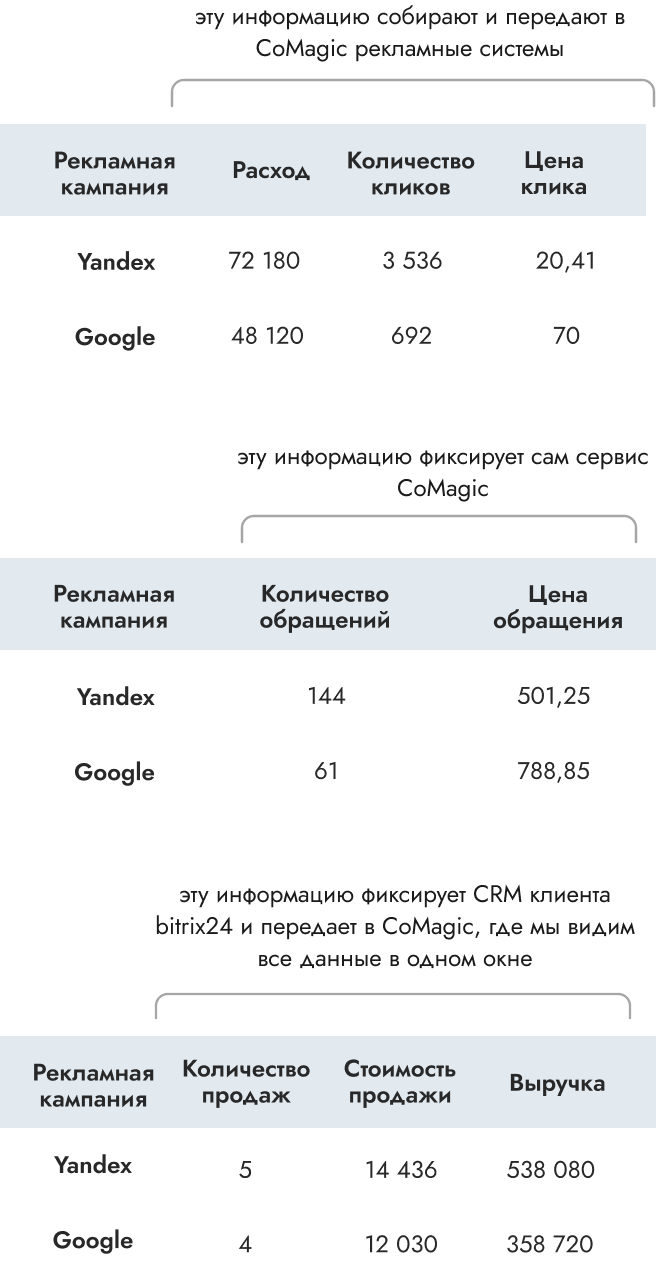 эту информацию собирают и передают в
CoMagic рекламные системы
Рекламная кампания Расход Количество кликов Цена клика
Yandex 72 180 3 536 20,41
Google 48 120 692 70
эту информацию фиксирует сам сервис
CoMagic
Рекламная кампания Количество обращений Цена обращения
Yandex 144 501,25
Google 61 788,85
эту информацию фиксирует CRM клиента
bitrix24 и передает в CoMagic, где мы видим
все данные в одном окне
Рекламная кампания Количество продаж Стоимость продажи Выручка
Yandex 5 14 436 538 080
Google 4 12 030 358 720